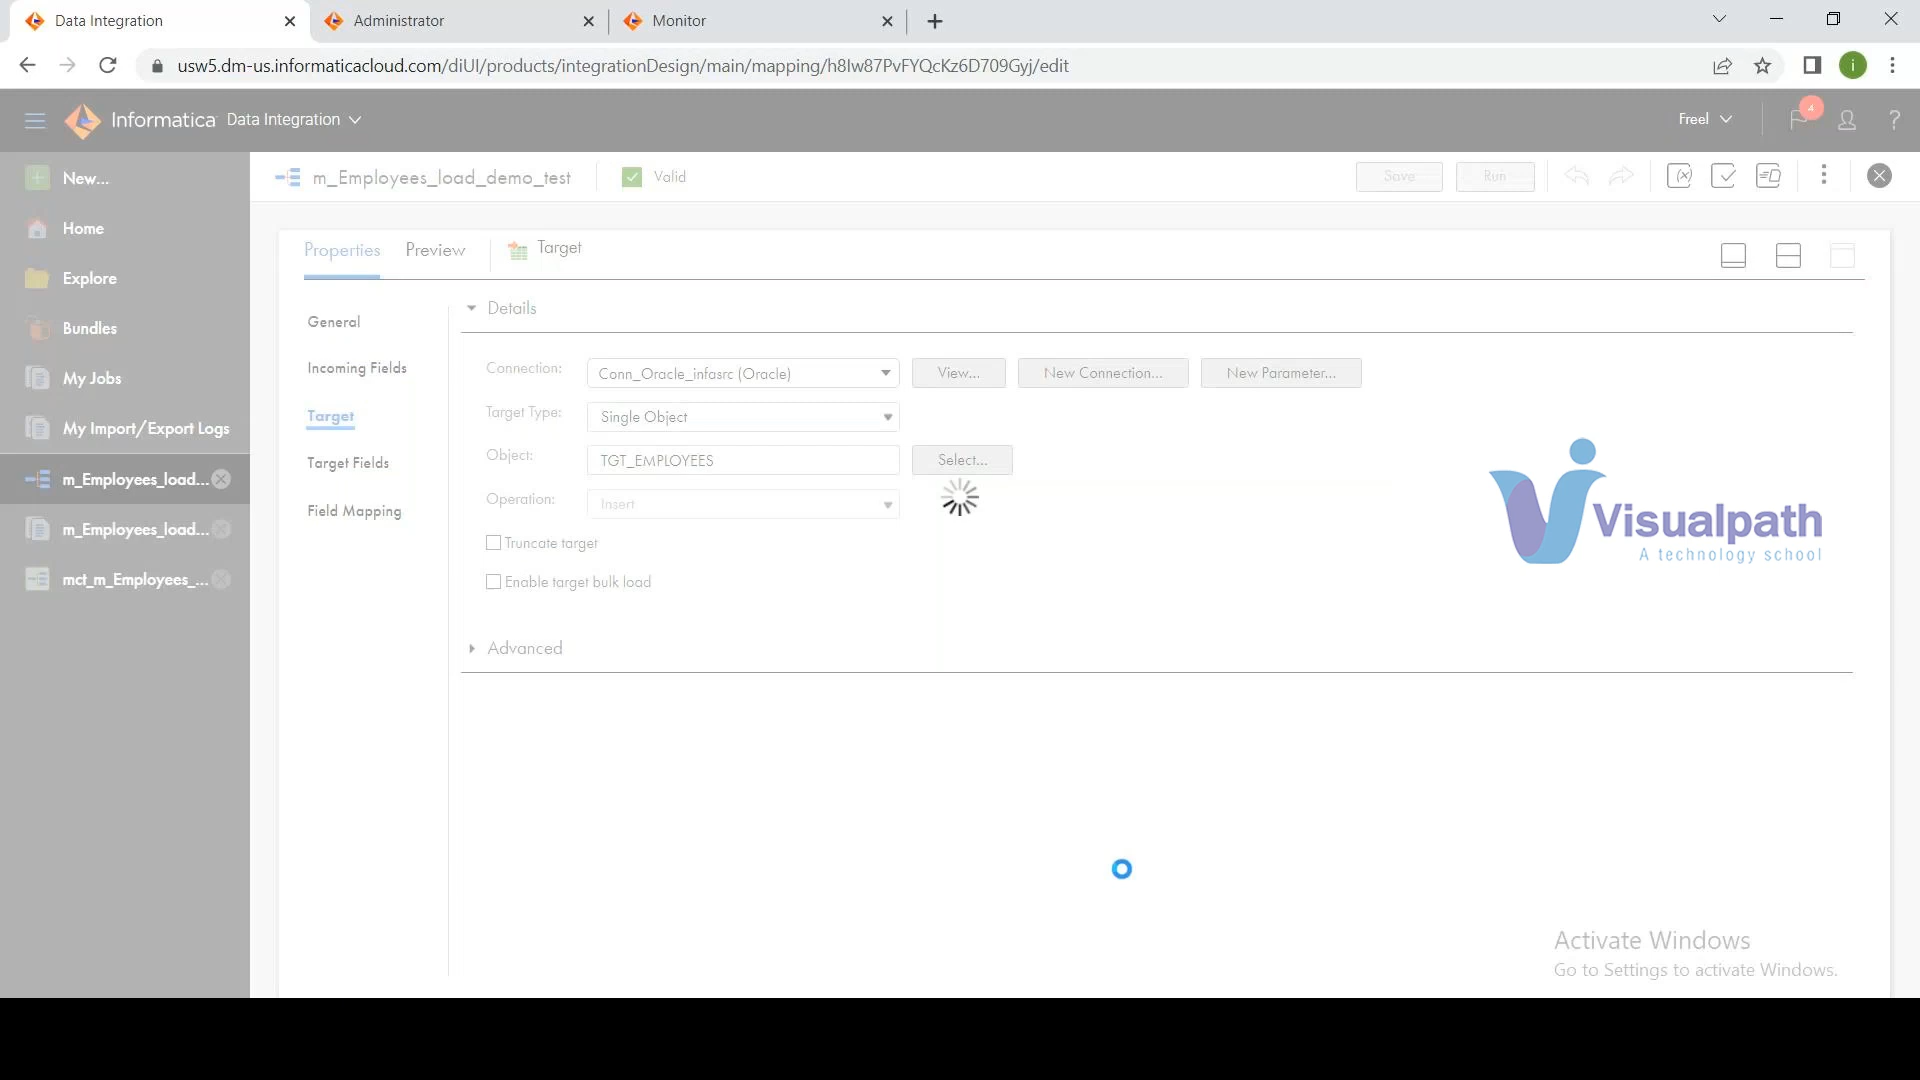 Data Integration
Administrator
Monitor
usw5.dm-us.informaticacloud.com/diUI/products/integrationDesign/main/mapping/h8Iw87PvFYQcKz6D709Gyj/edit
i
Informatica Data Integration
Freel
4
?
New...
Home
Explore
Bundles
My Jobs
My Import/Export Logs
m_Employees_load...
m_Employees_load...
mct_m_Employees_...
m_Employees_load_demo_test
Valid
Save
Run
Properties
Preview
Target
General
Incoming Fields
Target
Target Fields
Field Mapping
Details
Connection:
Conn_Oracle_infasrc (Oracle)
View...
New Connection...
New Parameter...
Target Type:
Single Object
Object:
TGT_EMPLOYEES
Select...
Operation:
Insert
Truncate target
Enable target bulk load
Advanced
Visualpath
A technology school
Activate Windows
Go to Settings to activate Windows.